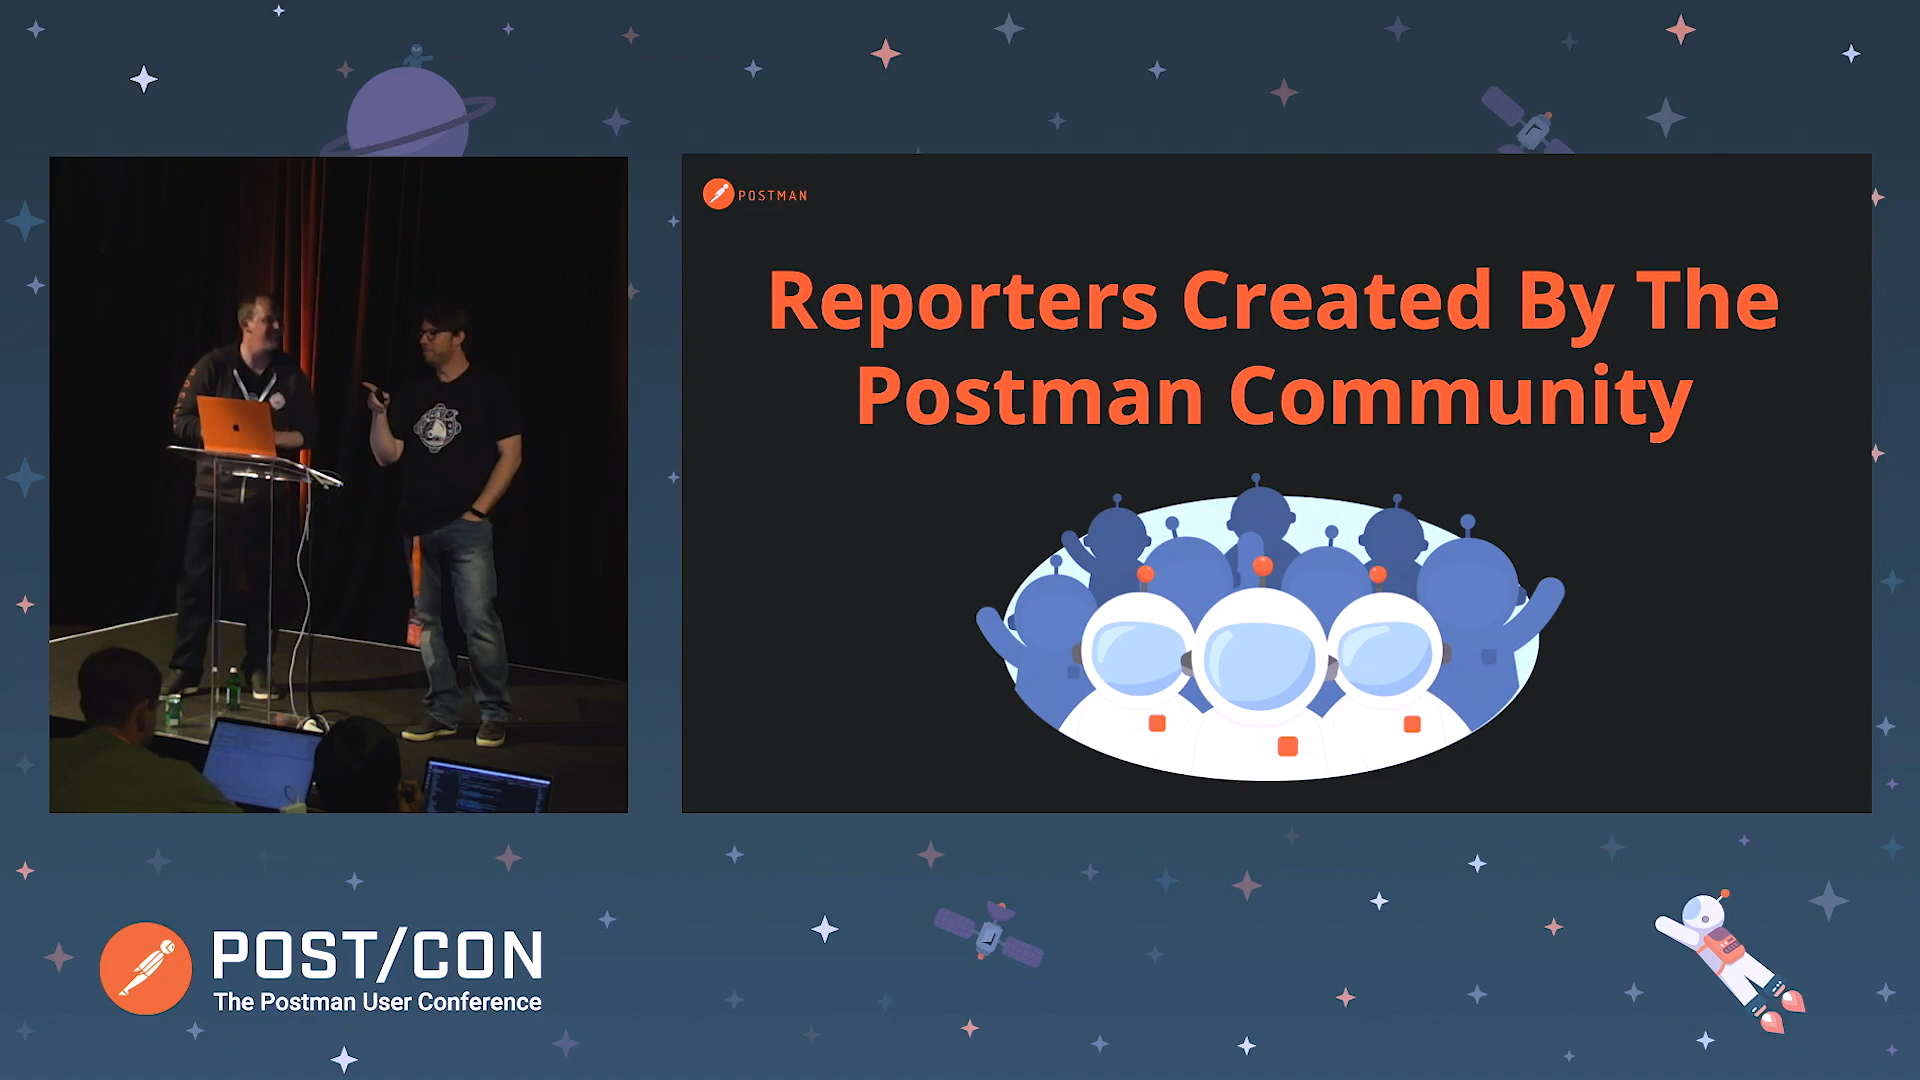 POSTMAN
Reporters Created By The
Postman Community
POST/CON
The Postman User Conference